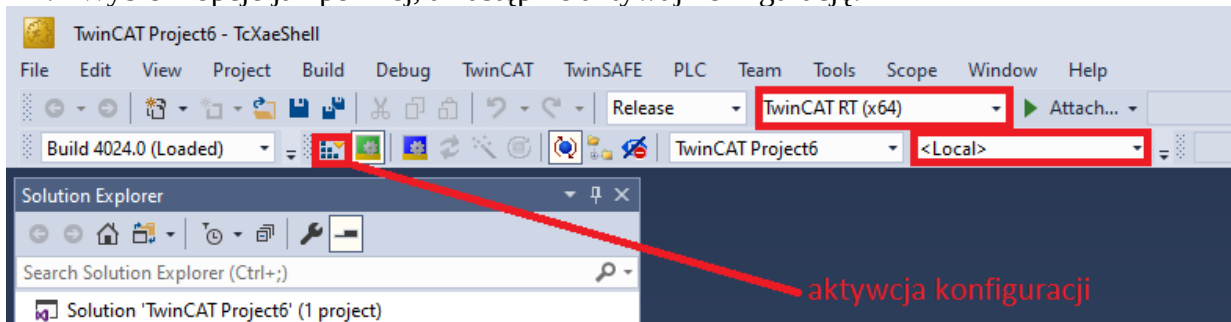 TwinCAT Project6 - TcXaeShell
File Edit View Project Build Debug TwinCAT TwinSAFE PLC Team Tools Scope Window Help
Release TwinCAT RT (x64) Attach...
Build 4024.0 (Loaded) TwinCAT Project6 <Local>
Solution Explorer
Search Solution Explorer (Ctrl+;)
aktywcja konfiguracji
Solution 'TwinCAT Project6' (1 project)